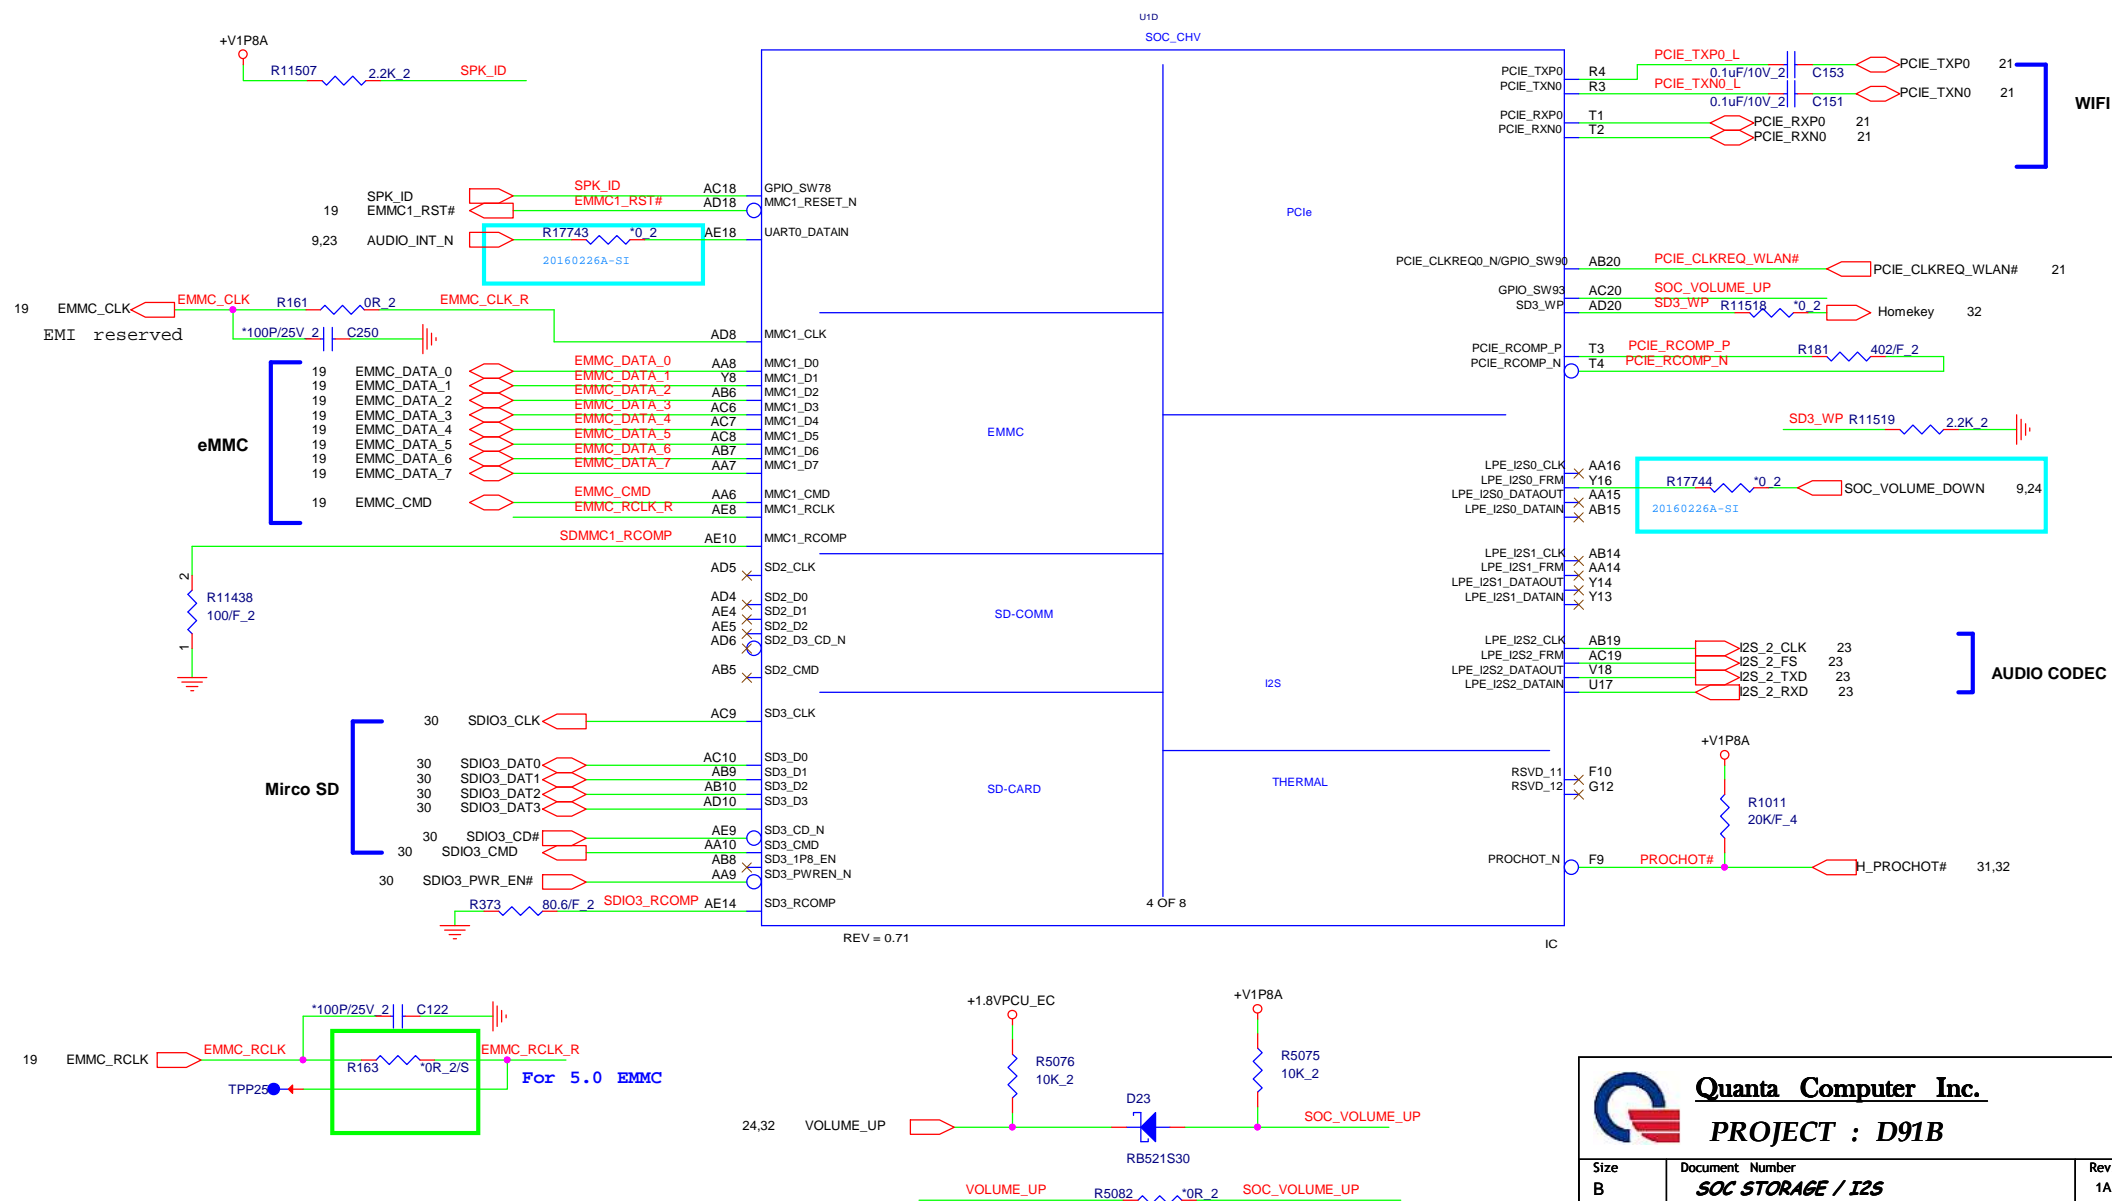 U1D
SOC_CHV
+V1P8A
R11507 2.2K_2 SPK_ID
PCIE_TXP0 R4 PCIE_TXP0_L 0.1uF/10V_2 C153 PCIE_TXP0 21
PCIE_TXN0 R3 PCIE_TXN0_L 0.1uF/10V_2 C151 PCIE_TXN0 21
PCIE_RXP0 T1 PCIE_RXP0 21
PCIE_RXN0 T2 PCIE_RXN0 21
WIFI
SPK_ID SPK_ID AC18 GPIO_SW78
19 EMMC1_RST# EMMC1_RST# AD18 MMC1_RESET_N
9,23 AUDIO_INT_N R17743 *0_2 AE18 UART0_DATAIN
20160226A-SI
PCIe
PCIE_CLKREQ0_N/GPIO_SW90 AB20 PCIE_CLKREQ_WLAN# PCIE_CLKREQ_WLAN# 21
GPIO_SW93 AC20 SOC_VOLUME_UP
SD3_WP AD20 SD3_WP R11518 *0_2 Homekey 32
19 EMMC_CLK EMMC_CLK R161 0R_2 EMMC_CLK_R
EMI reserved
*100P/25V_2 C250
AD8 MMC1_CLK
PCIE_RCOMP_P T3 PCIE_RCOMP_P R181 402/F_2
PCIE_RCOMP_N T4 PCIE_RCOMP_N
eMMC
19 EMMC_DATA_0 EMMC_DATA_0 AA8 MMC1_D0
19 EMMC_DATA_1 EMMC_DATA_1 Y8 MMC1_D1
19 EMMC_DATA_2 EMMC_DATA_2 AB6 MMC1_D2
19 EMMC_DATA_3 EMMC_DATA_3 AC6 MMC1_D3
19 EMMC_DATA_4 EMMC_DATA_4 AC7 MMC1_D4
19 EMMC_DATA_5 EMMC_DATA_5 AC8 MMC1_D5
19 EMMC_DATA_6 EMMC_DATA_6 AB7 MMC1_D6
19 EMMC_DATA_7 EMMC_DATA_7 AA7 MMC1_D7
19 EMMC_CMD EMMC_CMD AA6 MMC1_CMD
EMMC_RCLK_R AE8 MMC1_RCLK
EMMC
SD3_WP R11519 2.2K_2
LPE_I2S0_CLK AA16
LPE_I2S0_FRM Y16 R17744 *0_2 SOC_VOLUME_DOWN 9,24
LPE_I2S0_DATAOUT AA15
LPE_I2S0_DATAIN AB15
20160226A-SI
SDMMC1_RCOMP AE10 MMC1_RCOMP
2
R11438
100/F_2
1
AD5 SD2_CLK
AD4 SD2_D0
AE4 SD2_D1
AE5 SD2_D2
AD6 SD2_D3_CD_N
AB5 SD2_CMD
SD-COMM
LPE_I2S1_CLK AB14
LPE_I2S1_FRM AA14
LPE_I2S1_DATAOUT Y14
LPE_I2S1_DATAIN Y13
LPE_I2S2_CLK AB19 I2S_2_CLK 23
LPE_I2S2_FRM AC19 I2S_2_FS 23
LPE_I2S2_DATAOUT V18 I2S_2_TXD 23
LPE_I2S2_DATAIN U17 I2S_2_RXD 23
AUDIO CODEC
I2S
Mirco SD
30 SDIO3_CLK AC9 SD3_CLK
30 SDIO3_DAT0 AC10 SD3_D0
30 SDIO3_DAT1 AB9 SD3_D1
30 SDIO3_DAT2 AB10 SD3_D2
30 SDIO3_DAT3 AD10 SD3_D3
30 SDIO3_CD# AE9 SD3_CD_N
30 SDIO3_CMD AA10 SD3_CMD
AB8 SD3_1P8_EN
30 SDIO3_PWR_EN# AA9 SD3_PWREN_N
R373 80.6/F_2 SDIO3_RCOMP AE14 SD3_RCOMP
SD-CARD
THERMAL
RSVD_11 F10
RSVD_12 G12
+V1P8A
R1011
20K/F_4
PROCHOT_N F9 PROCHOT# H_PROCHOT# 31,32
4 OF 8
REV = 0.71
IC
*100P/25V_2 C122
19 EMMC_RCLK EMMC_RCLK R163 *0R_2/S EMMC_RCLK_R
TPP25
For 5.0 EMMC
+1.8VPCU_EC
+V1P8A
R5076
10K_2
R5075
10K_2
D23
24,32 VOLUME_UP SOC_VOLUME_UP
RB521S30
VOLUME_UP R5082 *0R_2 SOC_VOLUME_UP
Quanta Computer Inc.
PROJECT : D91B
Size Document Number Rev
B SOC STORAGE / I2S 1A